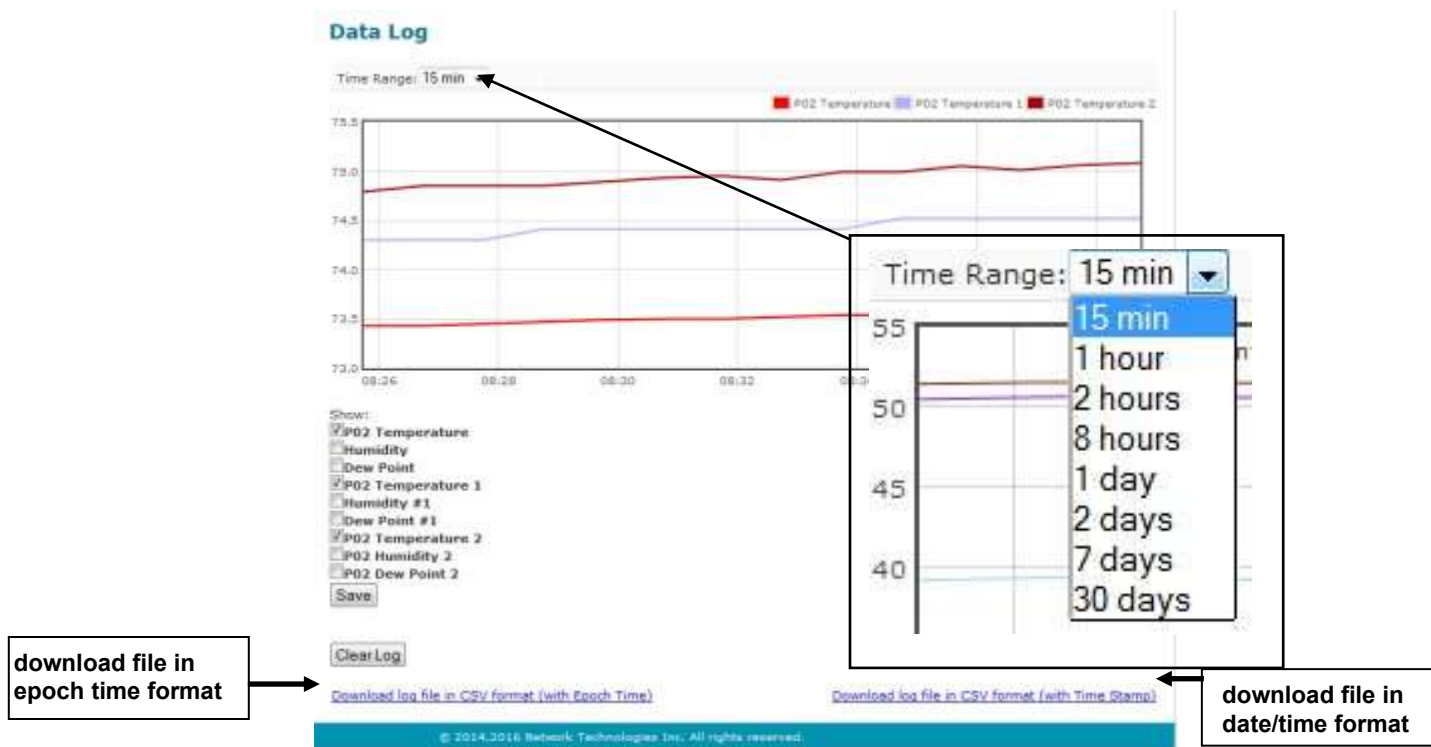 Data Log
Time Range: 15 min
P02 Temperature P02 Temperature 1 P02 Temperature 2
75.5
75.0
74.5
74.0
73.5
73.0
08:26 08:28 08:30 08:32
Time Range: 15 min
15 min
1 hour
2 hours
8 hours
1 day
2 days
7 days
30 days
55
50
45
40
Show:
P02 Temperature
Humidity
Dew Point
P02 Temperature 1
Humidity #1
Dew Point #1
P02 Temperature 2
P02 Humidity 2
P02 Dew Point 2
Save
Clear Log
download file in
epoch time format
Download log file in CSV format (with Epoch Time)
Download log file in CSV format (with Time Stamp)
download file in
date/time format
© 2014,2016 Network Technologies Inc. All rights reserved.